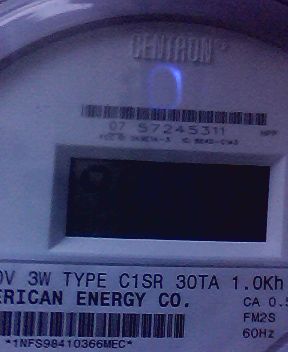 CENTRON
07 57245311
0V 3W TYPE C1SR 30TA 1.0Kh
ERICAN ENERGY CO.
CA 0.5
FM2S
60Hz
*1NFS98410366MEC*